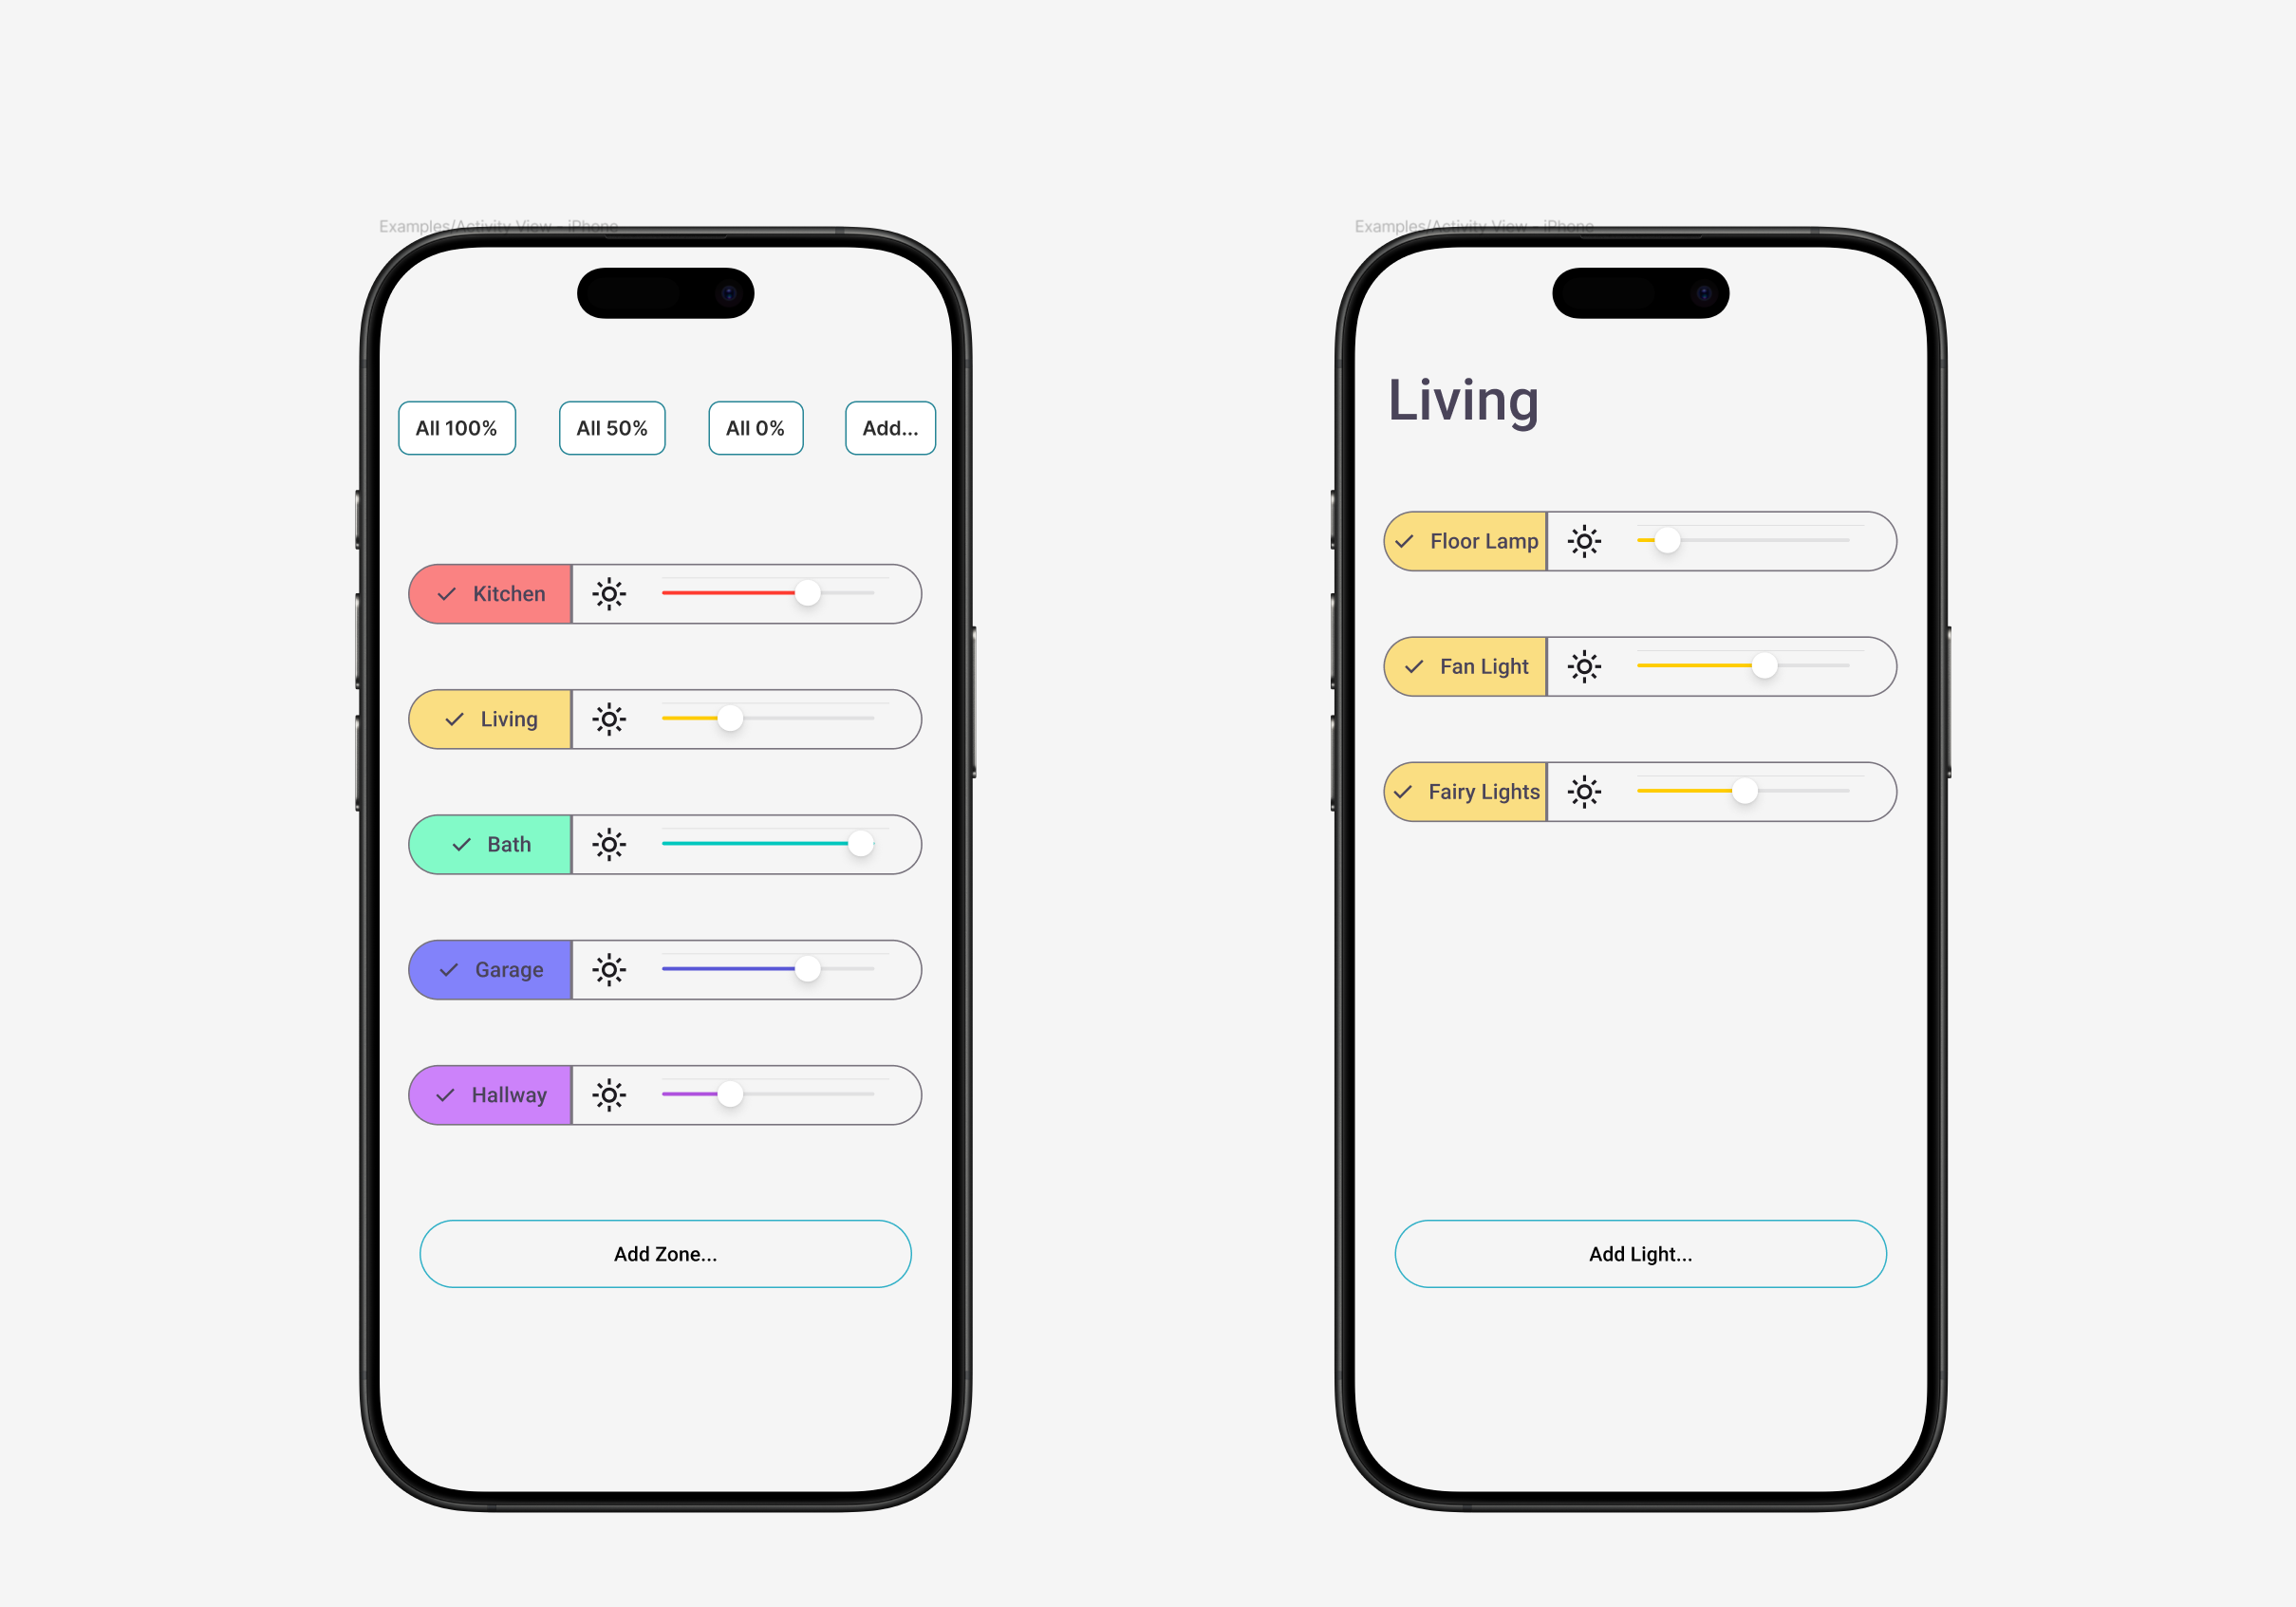 Examples/Activity View - iPhone
All 100%
All 50%
All 0%
Add...
Kitchen
Living
Bath
Garage
Hallway
Add Zone...
Examples/Activity View - iPhone
Living
Floor Lamp
Fan Light
Fairy Lights
Add Light...